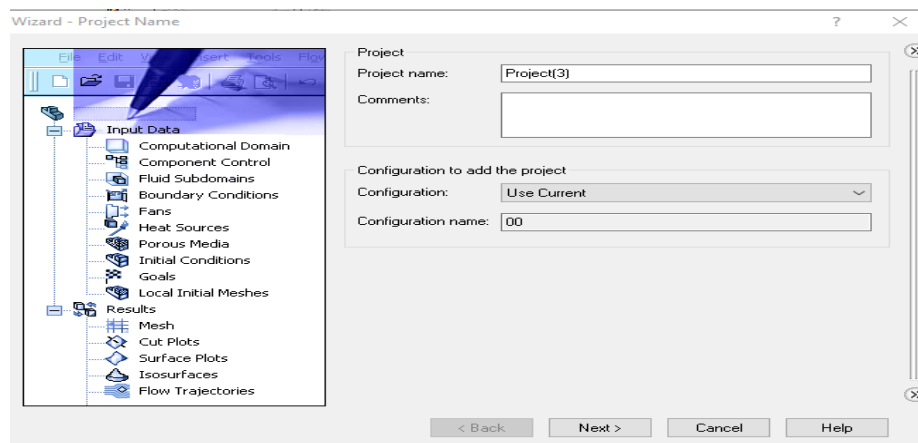 Wizard - Project Name
?
File Edit View Insert Tools Flow
Input Data
Computational Domain
Component Control
Fluid Subdomains
Boundary Conditions
Fans
Heat Sources
Porous Media
Initial Conditions
Goals
Local Initial Meshes
Results
Mesh
Cut Plots
Surface Plots
Isosurfaces
Flow Trajectories
Project
Project name: Project(3)
Comments:
Configuration to add the project
Configuration: Use Current
Configuration name: 00
< Back Next > Cancel Help